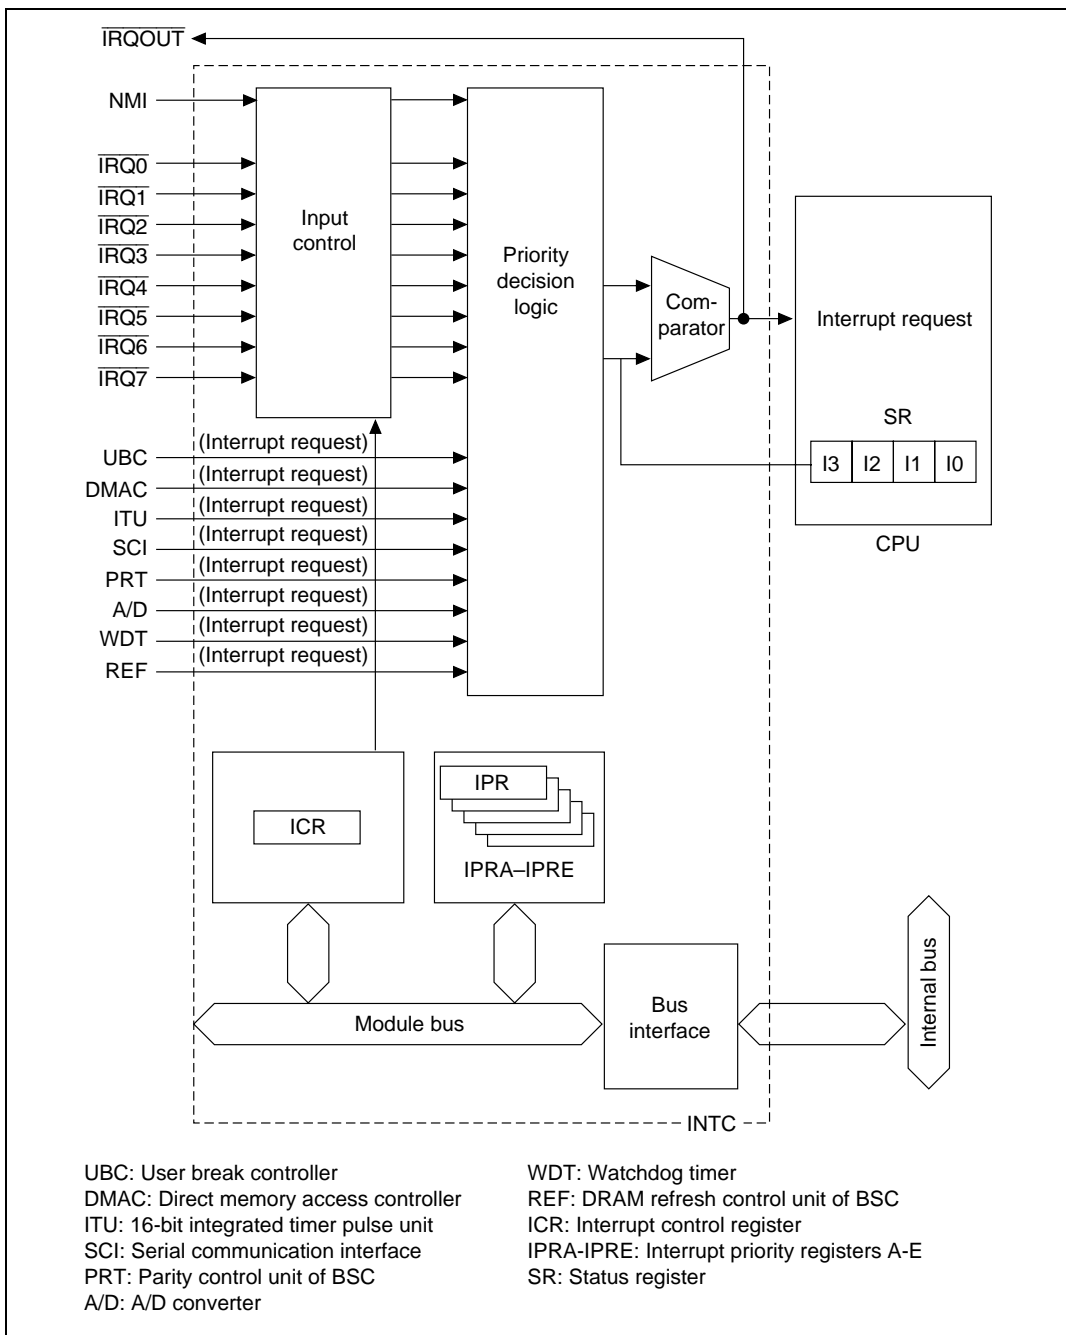 IRQOUT
NMI
IRQ0
IRQ1
IRQ2
IRQ3
IRQ4
IRQ5
IRQ6
IRQ7
Input
control
Priority
decision
logic
Com-
parator
Interrupt request
SR
I3 I2 I1 I0
CPU
UBC (Interrupt request)
DMAC (Interrupt request)
ITU (Interrupt request)
SCI (Interrupt request)
PRT (Interrupt request)
A/D (Interrupt request)
WDT (Interrupt request)
REF (Interrupt request)
ICR
IPR
IPRA–IPRE
Module bus
Bus
interface
Internal bus
INTC
UBC: User break controller
DMAC: Direct memory access controller
ITU: 16-bit integrated timer pulse unit
SCI: Serial communication interface
PRT: Parity control unit of BSC
A/D: A/D converter
WDT: Watchdog timer
REF: DRAM refresh control unit of BSC
ICR: Interrupt control register
IPRA-IPRE: Interrupt priority registers A-E
SR: Status register